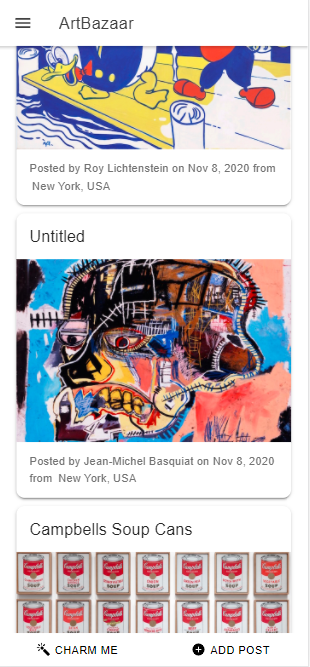 ArtBazaar
Posted by Roy Lichtenstein on Nov 8, 2020 from
New York, USA
Untitled
Posted by Jean-Michel Basquiat on Nov 8, 2020
from New York, USA
Campbells Soup Cans
CHARM ME
ADD POST